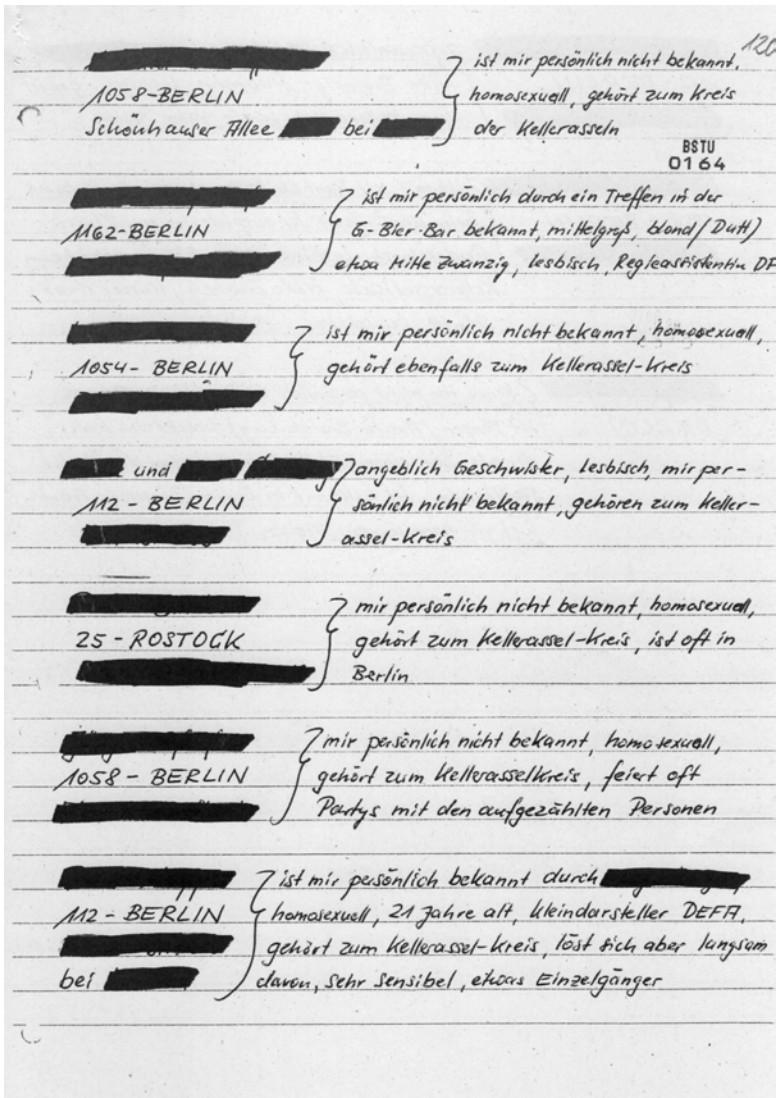 120
ist mir persönlich nicht bekannt,
1058-BERLIN
homosexuell, gehört zum Kreis
Schönhauser Allee bei
der Kellerasseln
BSTU
0164
ist mir persönlich durch ein Treffen in der
1162-BERLIN
G-Bier-Bar bekannt, mittelgroß, blond (Dutt)
etwa Mitte Zwanzig, lesbisch, Regieassistentin DF
ist mir persönlich nicht bekannt, homosexuell,
1054- BERLIN
gehört ebenfalls zum Kellerassel-Kreis
und
angeblich Geschwister, lesbisch, mir per-
112 - BERLIN
sönlich nicht bekannt, gehören zum Keller-
assel-Kreis
mir persönlich nicht bekannt, homosexuell,
25 - ROSTOCK
gehört zum Kellerassel-Kreis, ist oft in
Berlin
mir persönlich nicht bekannt, homosexuell,
1058 - BERLIN
gehört zum Kellerasselkreis, feiert oft
Partys mit den aufgezählten Personen
ist mir persönlich bekannt durch
112 - BERLIN
homosexuell, 21 Jahre alt, Kleindarsteller DEFA,
gehört zum Kellerassel-Kreis, löst sich aber langsam
bei
davon, sehr sensibel, etwas Einzelgänger